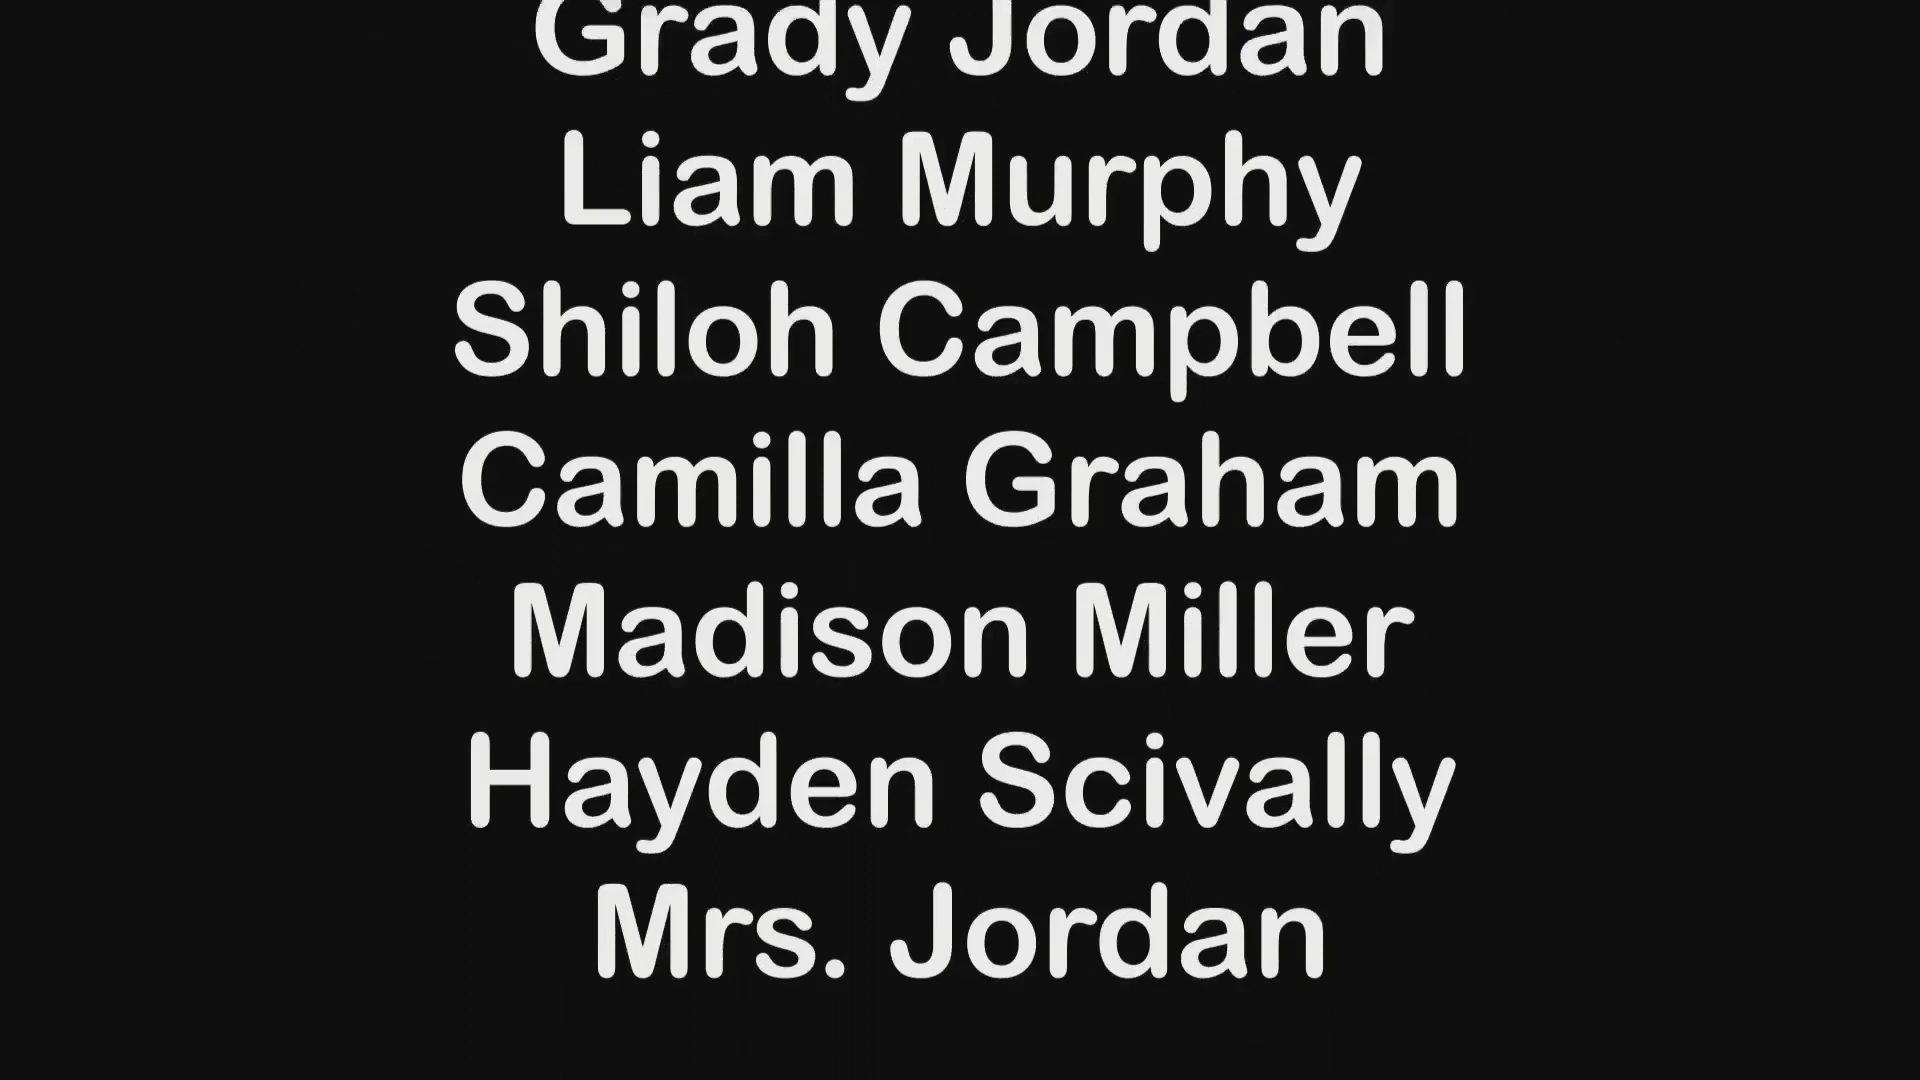 Grady Jordan
Liam Murphy
Shiloh Campbell
Camilla Graham
Madison Miller
Hayden Scivally
Mrs. Jordan